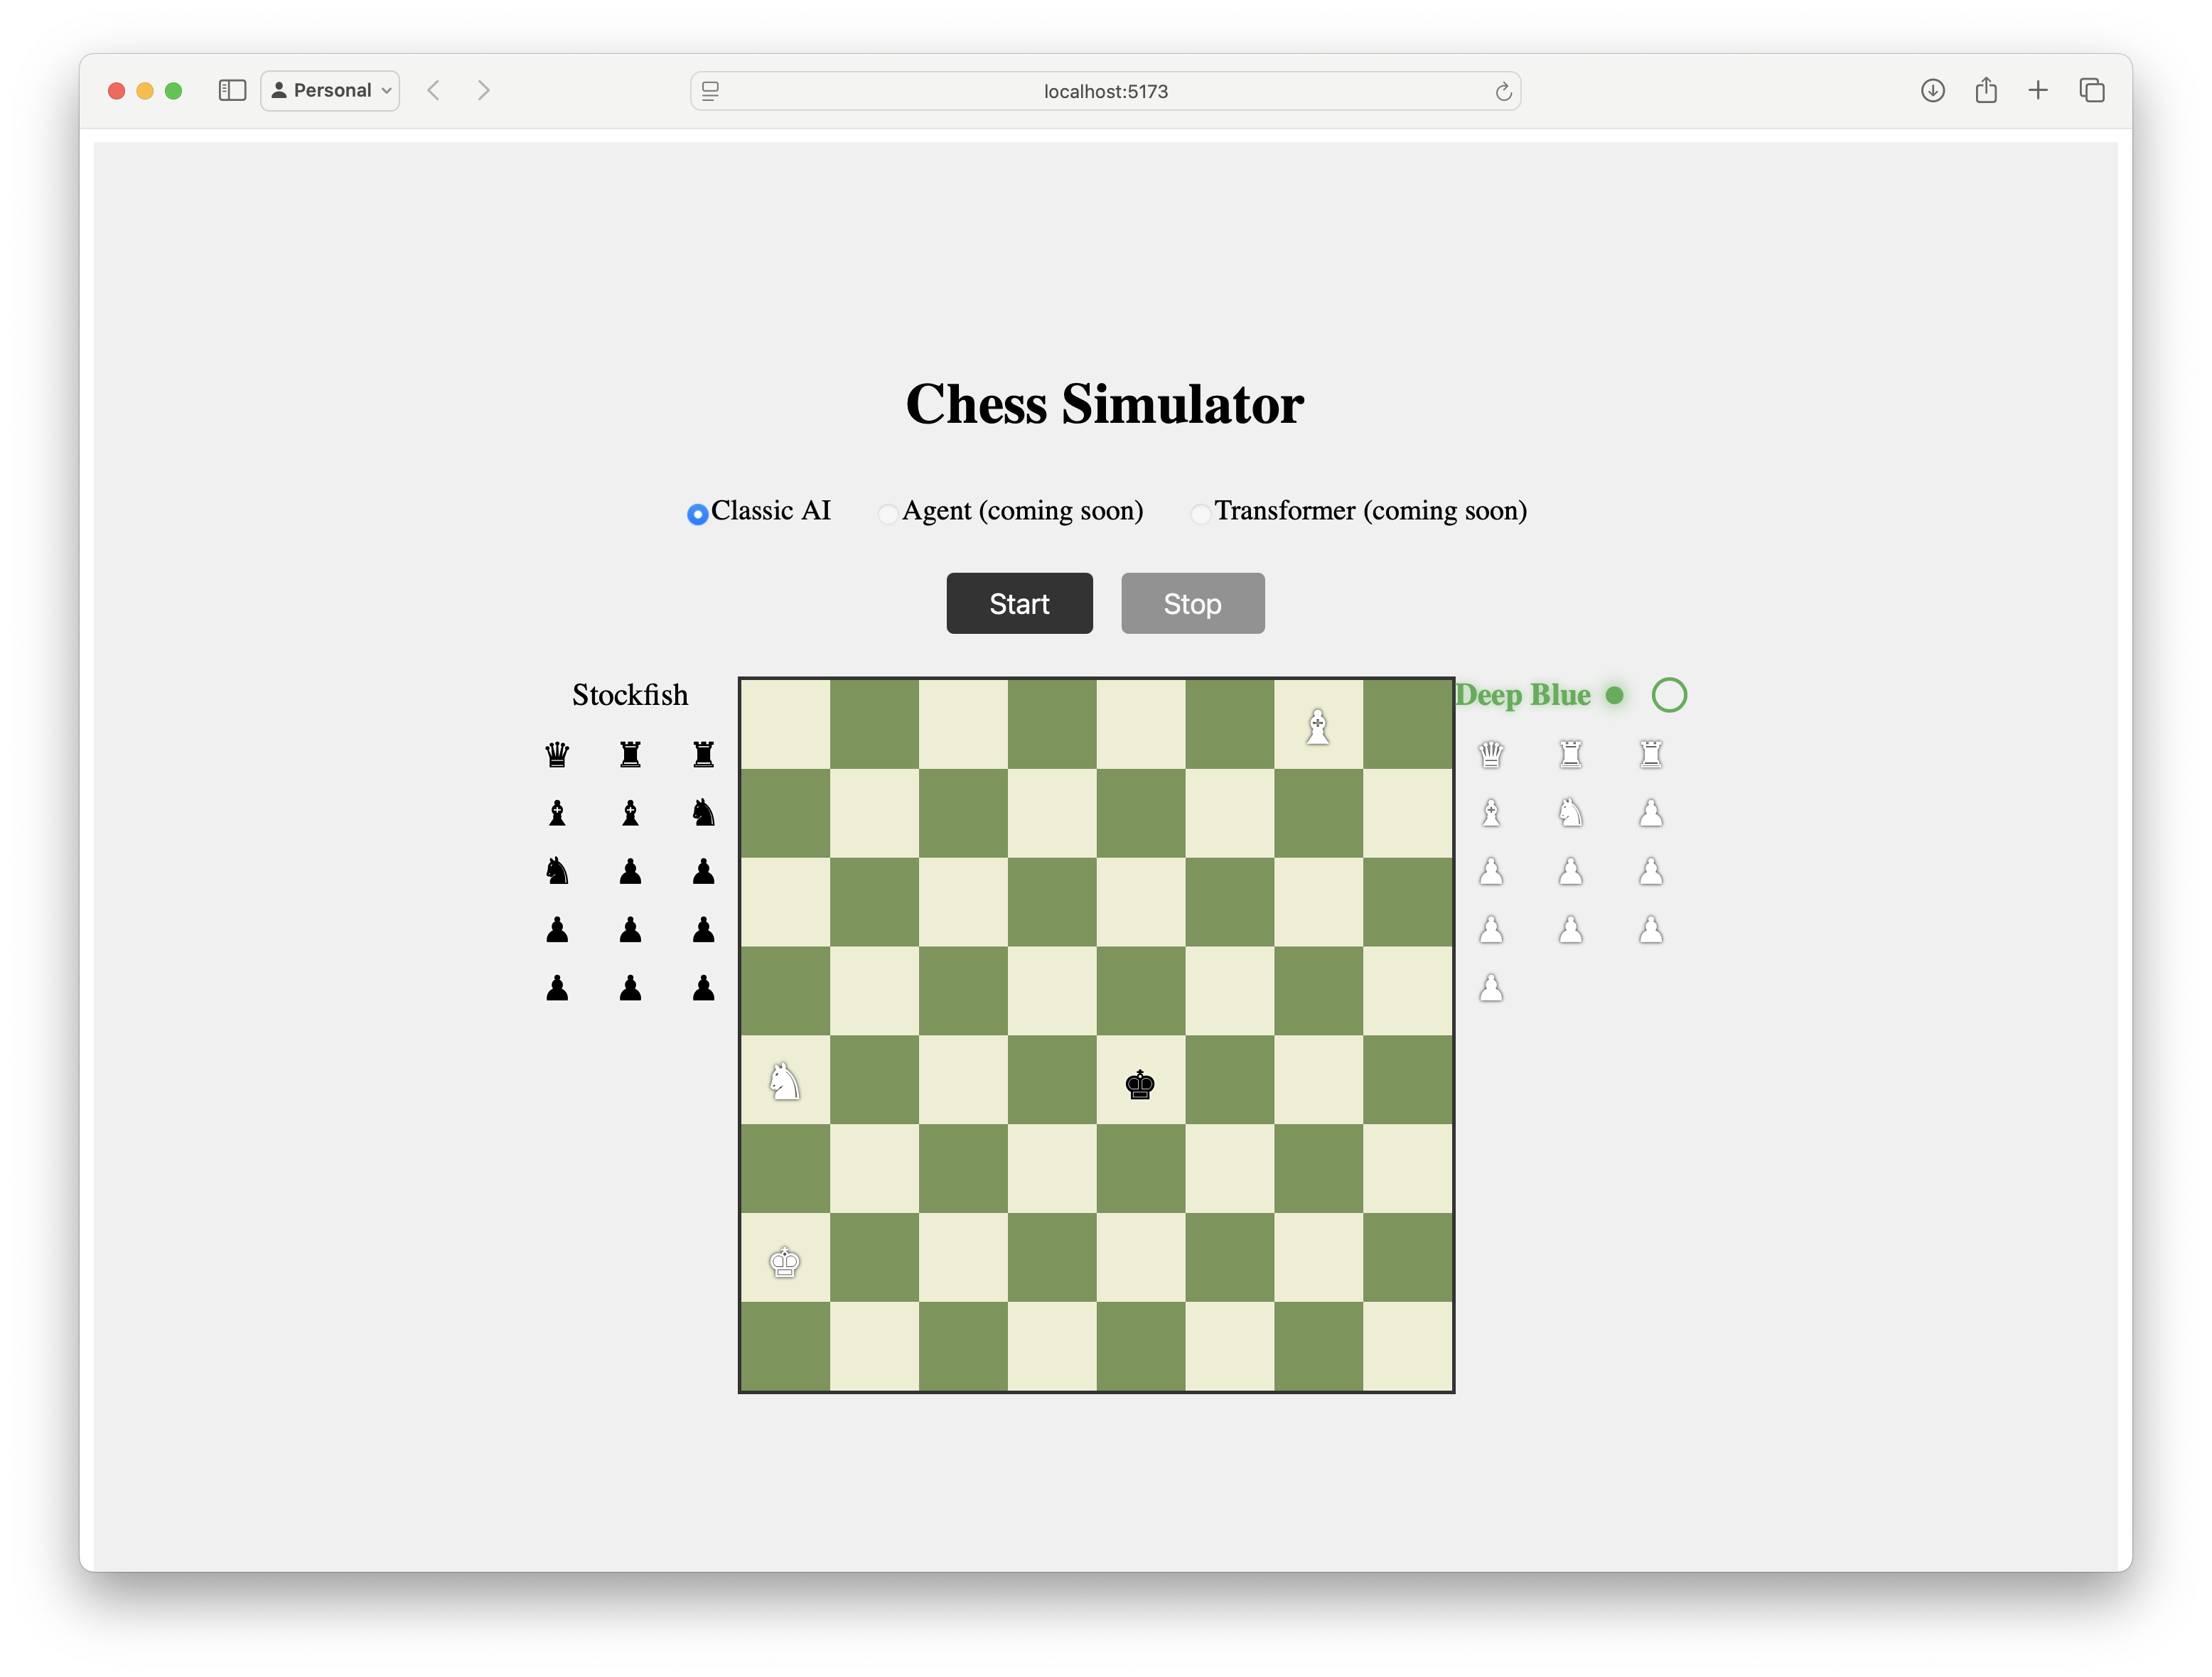 Personal
localhost:5173
Chess Simulator
Classic AI Agent (coming soon) Transformer (coming soon)
Start Stop
Stockfish
Deep Blue